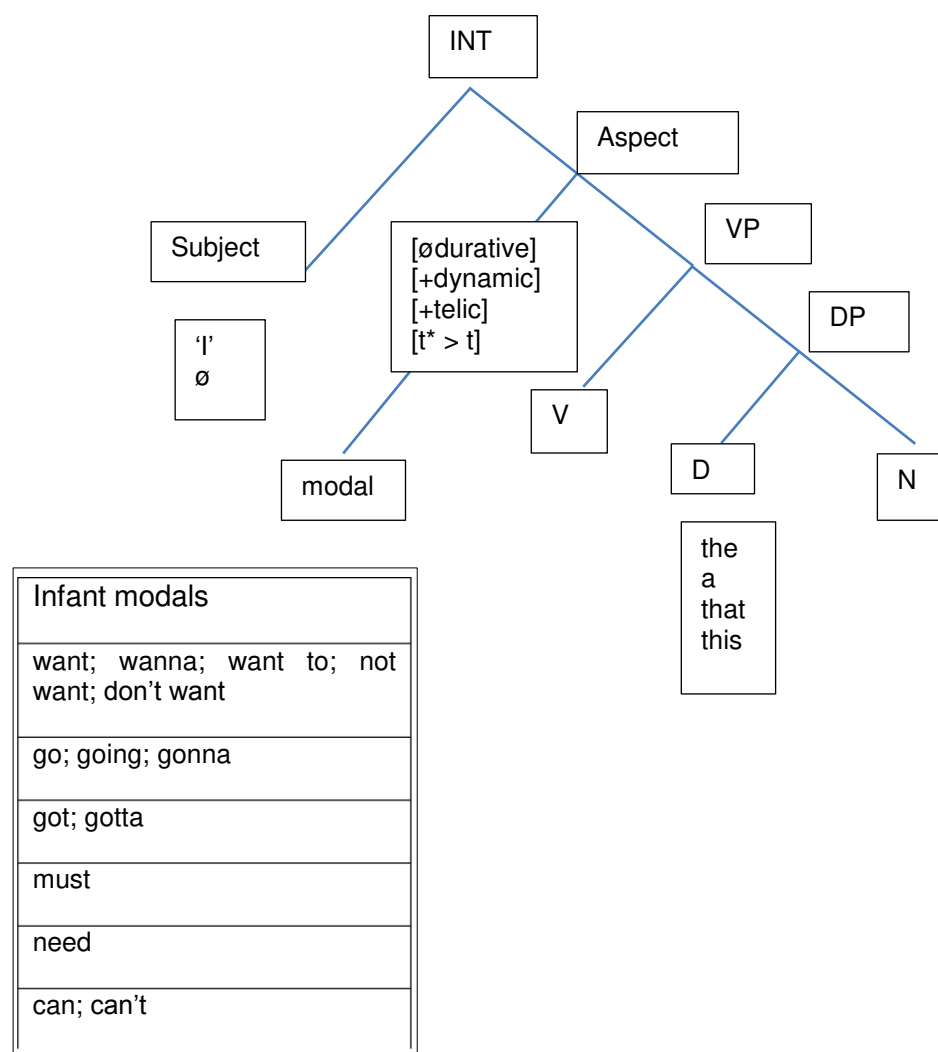 INT
Aspect
Subject
[ødurative]
[+dynamic]
[+telic]
[t* > t]
VP
DP
‘I’
ø
V
modal
D
N
the
a
that
this
Infant modals
want; wanna; want to; not
want; don’t want
go; going; gonna
got; gotta
must
need
can; can’t